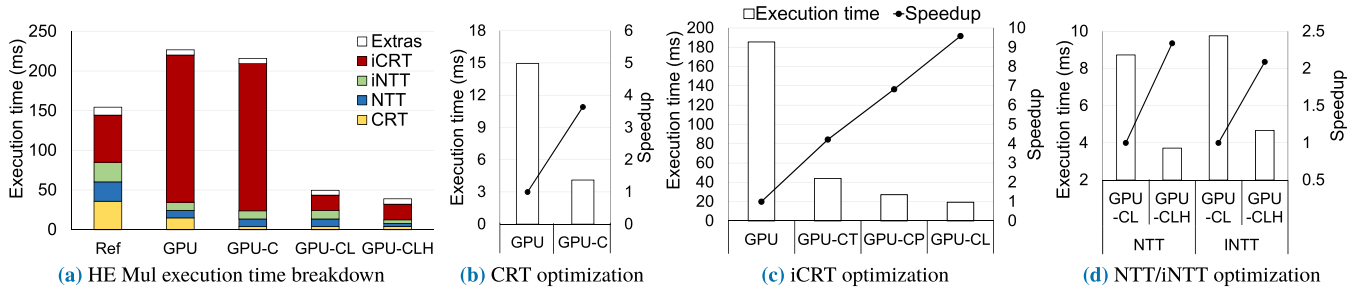 Execution time (ms)
250
200
150
100
50
0
Extras
iCRT
iNTT
NTT
CRT
Ref
GPU
GPU-C
GPU-CL
GPU-CLH
(a) HE Mul execution time breakdown
Execution time (ms)
18
15
12
9
6
3
0
6
5
4
3
2
1
0
Speedup
GPU
GPU-C
(b) CRT optimization
Execution time
Speedup
Execution time (ms)
200
180
160
140
120
100
80
60
40
20
0
10
9
8
7
6
5
4
3
2
1
0
Speedup
GPU
GPU-CT
GPU-CP
GPU-CL
(c) iCRT optimization
Execution time (ms)
10
8
6
4
2
2.5
2
1.5
1
0.5
Speedup
GPU
-CL
GPU
-CLH
GPU
-CL
GPU
-CLH
NTT
INTT
(d) NTT/iNTT optimization